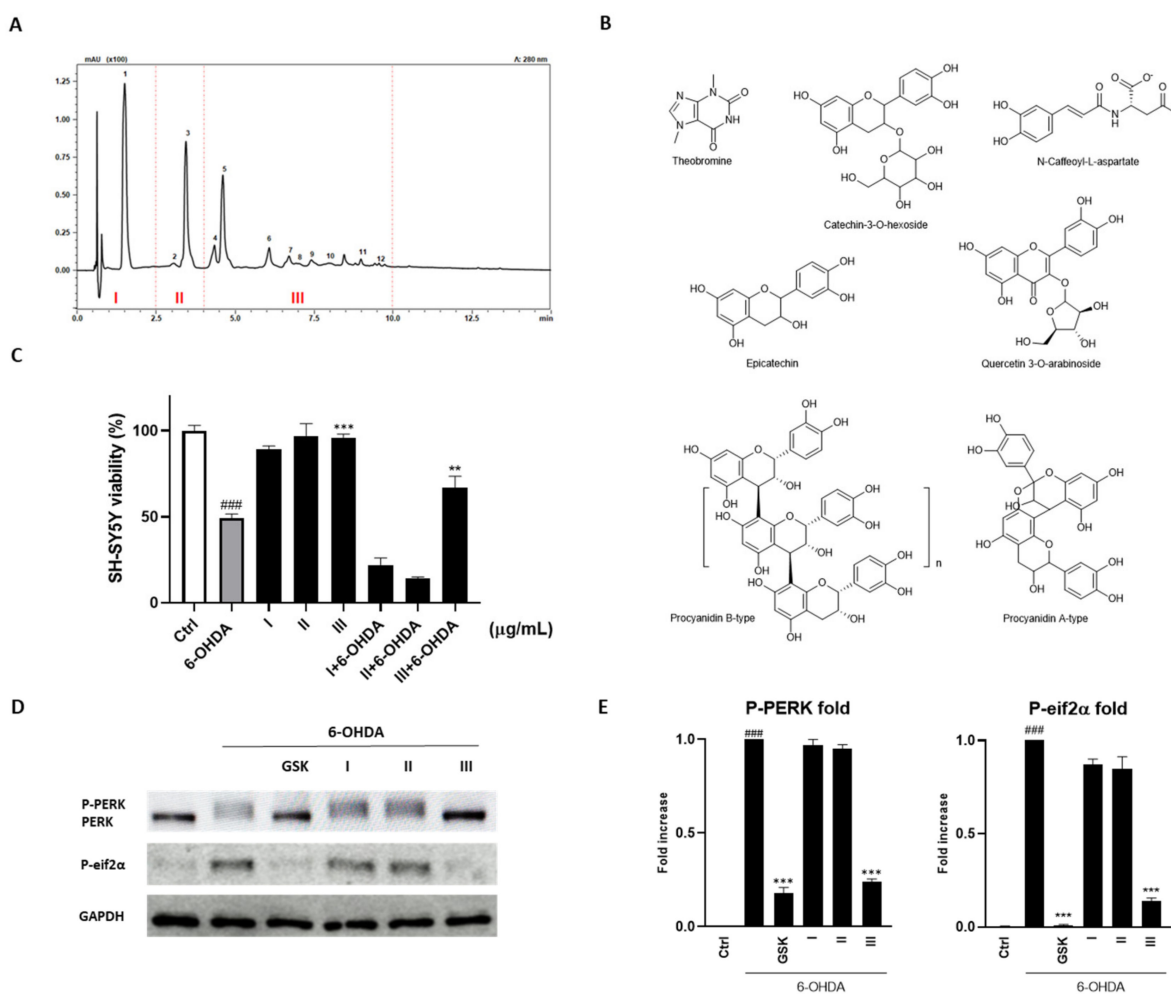 A
mAU (x100)
Λ: 280 nm
1.25
1.00
0.75
0.50
0.25
0.00
1
2
3
4
5
6
7
8
9
10
11
12
I
II
III
0.0
2.5
5.0
7.5
10.0
12.5
min
B
Theobromine
Catechin-3-O-hexoside
N-Caffeoyl-L-aspartate
Epicatechin
Quercetin 3-O-arabinoside
Procyanidin B-type
n
Procyanidin A-type
C
SH-SY5Y viability (%)
100
50
0
###
***
**
Ctrl
6-OHDA
I
II
III
I+6-OHDA
II+6-OHDA
III+6-OHDA
(μg/mL)
D
6-OHDA
GSK
I
II
III
P-PERK
PERK
P-eif2α
GAPDH
E
P-PERK fold
Fold increase
1.0
0.5
0.0
###
***
***
Ctrl
GSK
I
II
III
6-OHDA
P-eif2α fold
Fold increase
1.0
0.5
0.0
###
***
***
Ctrl
GSK
I
II
III
6-OHDA